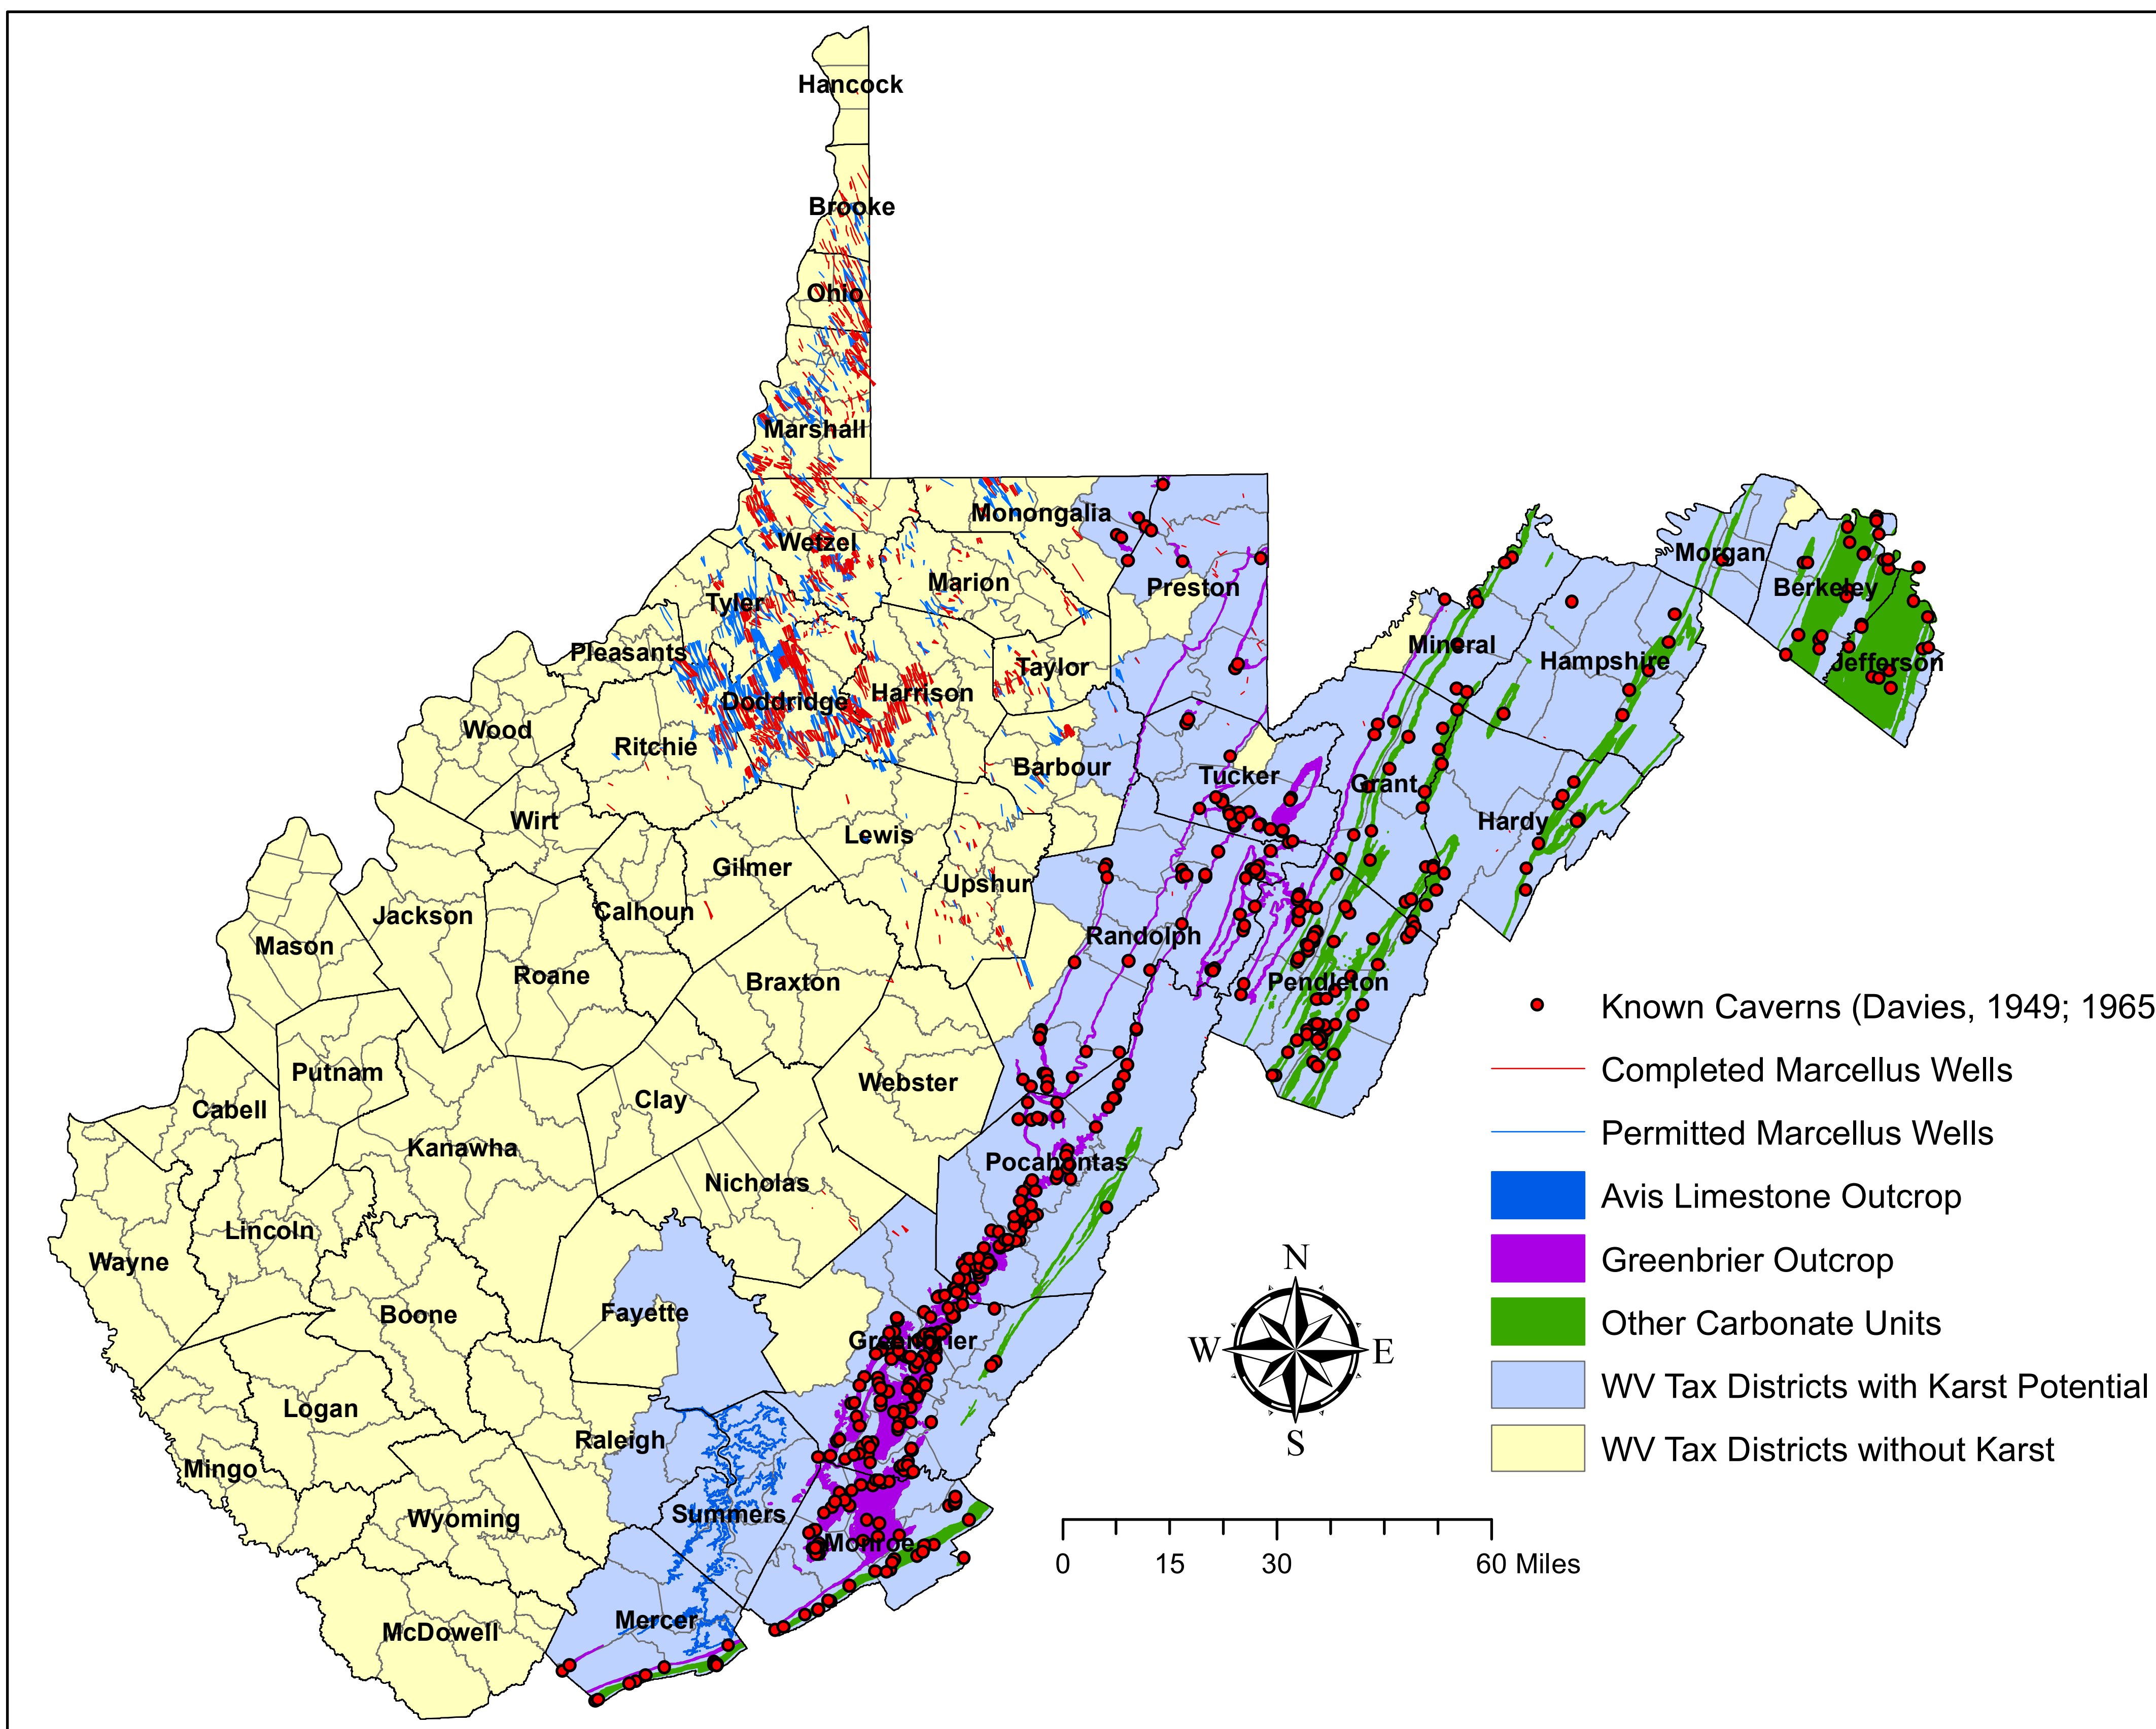 Hancock
Brooke
Ohio
Marshall
Monongalia
Wetzel
Marion
Preston
Morgan
Berkeley
Tyler
Mineral
Hampshire
Jefferson
Pleasants
Taylor
Doddridge
Harrison
Wood
Ritchie
Barbour
Tucker
Grant
Wirt
Lewis
Hardy
Gilmer
Upshur
Calhoun
Jackson
Randolph
Mason
Roane
Braxton
Pendleton
Known Caverns (Davies, 1949; 1965
Putnam
Completed Marcellus Wells
Cabell
Clay
Webster
Kanawha
Permitted Marcellus Wells
Pocahontas
Nicholas
Avis Limestone Outcrop
Lincoln
Wayne
Greenbrier Outcrop
Boone
Fayette
Greenbrier
Other Carbonate Units
N
W
E
S
WV Tax Districts with Karst Potential
Logan
Raleigh
WV Tax Districts without Karst
Mingo
Wyoming
Summers
Monroe
0 15 30 60 Miles
Mercer
McDowell